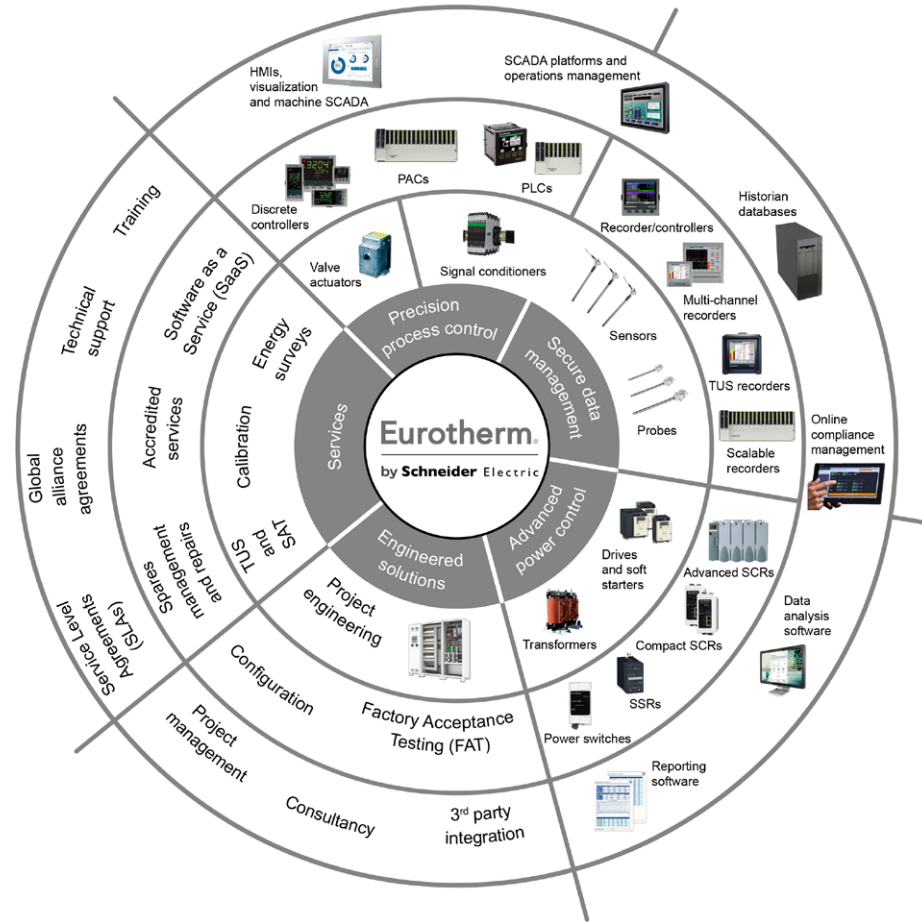 HMIs,
visualization
and machine SCADA
SCADA platforms and
operations management
Historian
databases
Online
compliance
management
Data
analysis
software
Reporting
software
3rd party
integration
Consultancy
Project
management
Service Level
Agreements
(SLAs)
Global
alliance
agreements
Technical
support
Training
Discrete
controllers
PACs
PLCs
Recorder/controllers
Multi-channel
recorders
TUS recorders
Scalable
recorders
Advanced SCRs
Compact SCRs
SSRs
Power switches
Factory Acceptance
Testing (FAT)
Configuration
Spares
management
and repairs
Accredited
services
Software as a
Service (SaaS)
Valve
actuators
Signal conditioners
Sensors
Probes
Drives
and soft
starters
Transformers
Project
engineering
TUS
and
SAT
Calibration
Energy
surveys
Precision
process control
Secure data
management
Advanced
power control
Engineered
solutions
Services
Eurotherm®
by Schneider Electric